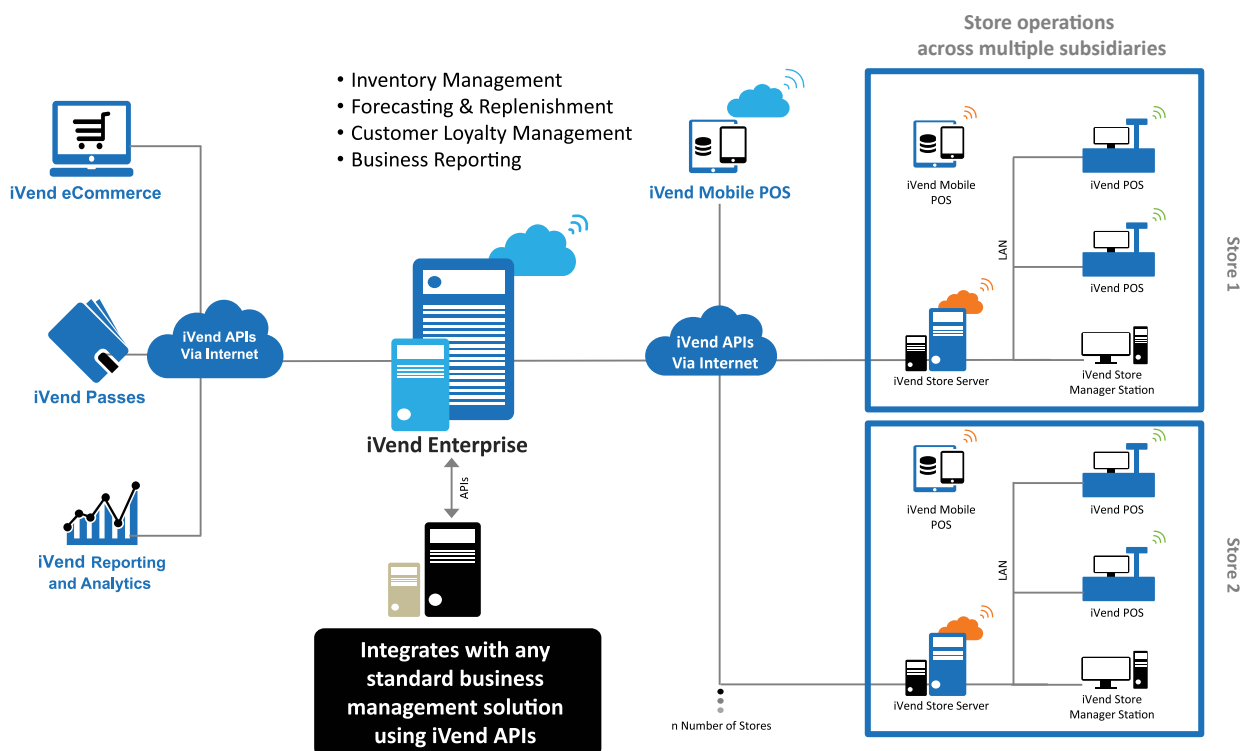 Store operations
across multiple subsidiaries
• Inventory Management
• Forecasting & Replenishment
• Customer Loyalty Management
• Business Reporting
iVend eCommerce
iVend Passes
iVend Reporting
and Analytics
iVend APIs
Via Internet
iVend Enterprise
APIs
Integrates with any
standard business
management solution
using iVend APIs
iVend Mobile POS
iVend APIs
Via Internet
n Number of Stores
iVend Mobile
POS
iVend POS
LAN
iVend POS
iVend Store Server
iVend Store
Manager Station
Store 1
iVend Mobile
POS
iVend POS
LAN
iVend POS
iVend Store Server
iVend Store
Manager Station
Store 2